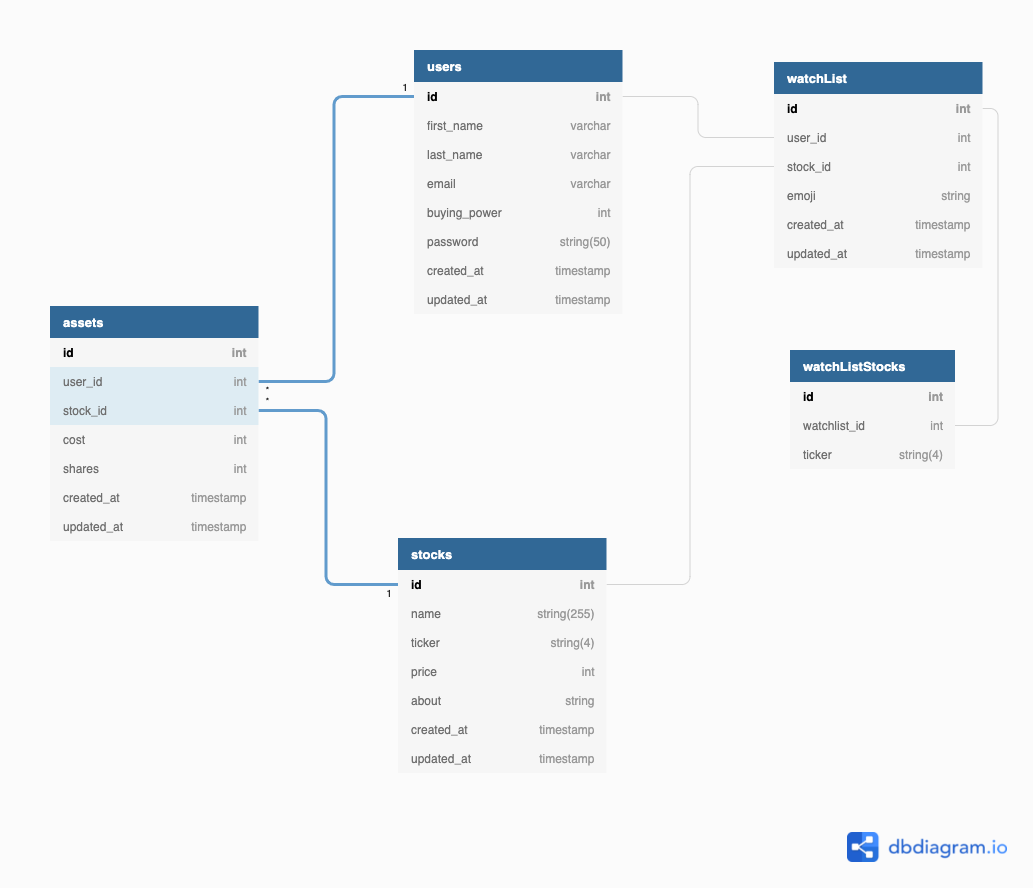 users
1
id int
first_name varchar
last_name varchar
email varchar
buying_power int
password string(50)
created_at timestamp
updated_at timestamp
watchList
id int
user_id int
stock_id int
emoji string
created_at timestamp
updated_at timestamp
assets
id int
user_id int
stock_id int
cost int
shares int
created_at timestamp
updated_at timestamp
watchListStocks
id int
watchlist_id int
ticker string(4)
stocks
1
id int
name string(255)
ticker string(4)
price int
about string
created_at timestamp
updated_at timestamp
dbdiagram.io